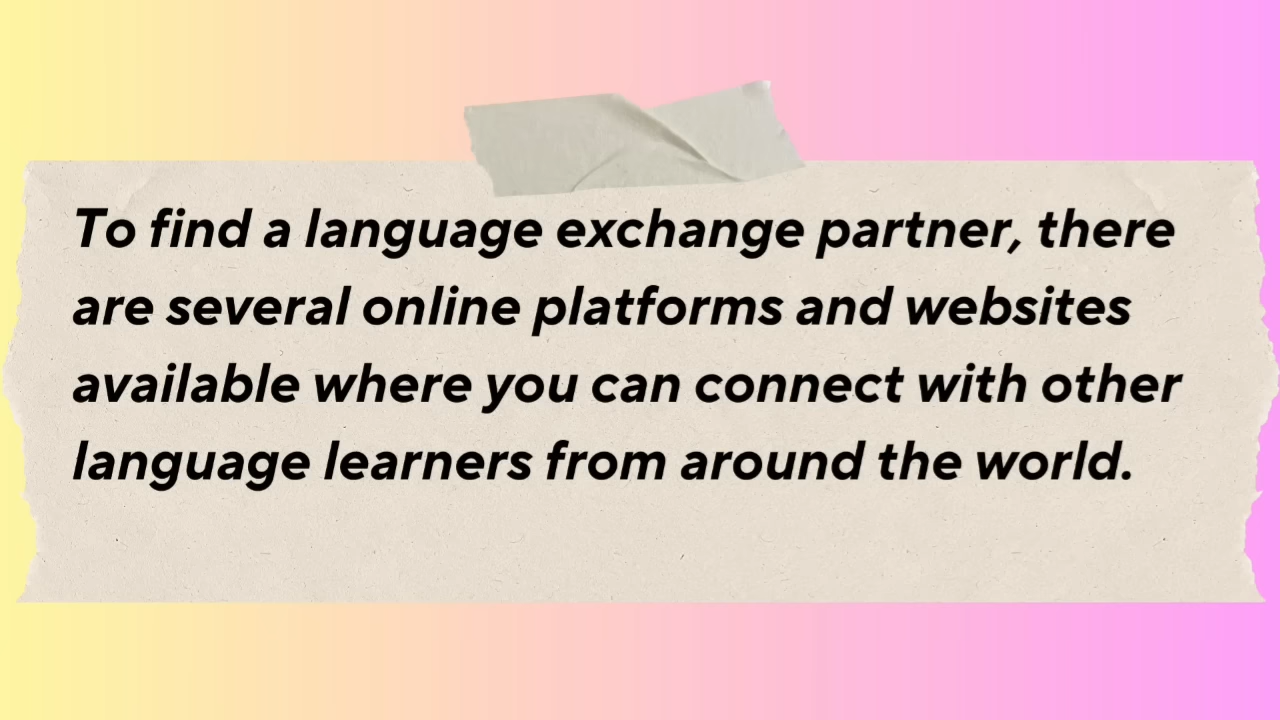 To find a language exchange partner, there
are several online platforms and websites
available where you can connect with other
language learners from around the world.